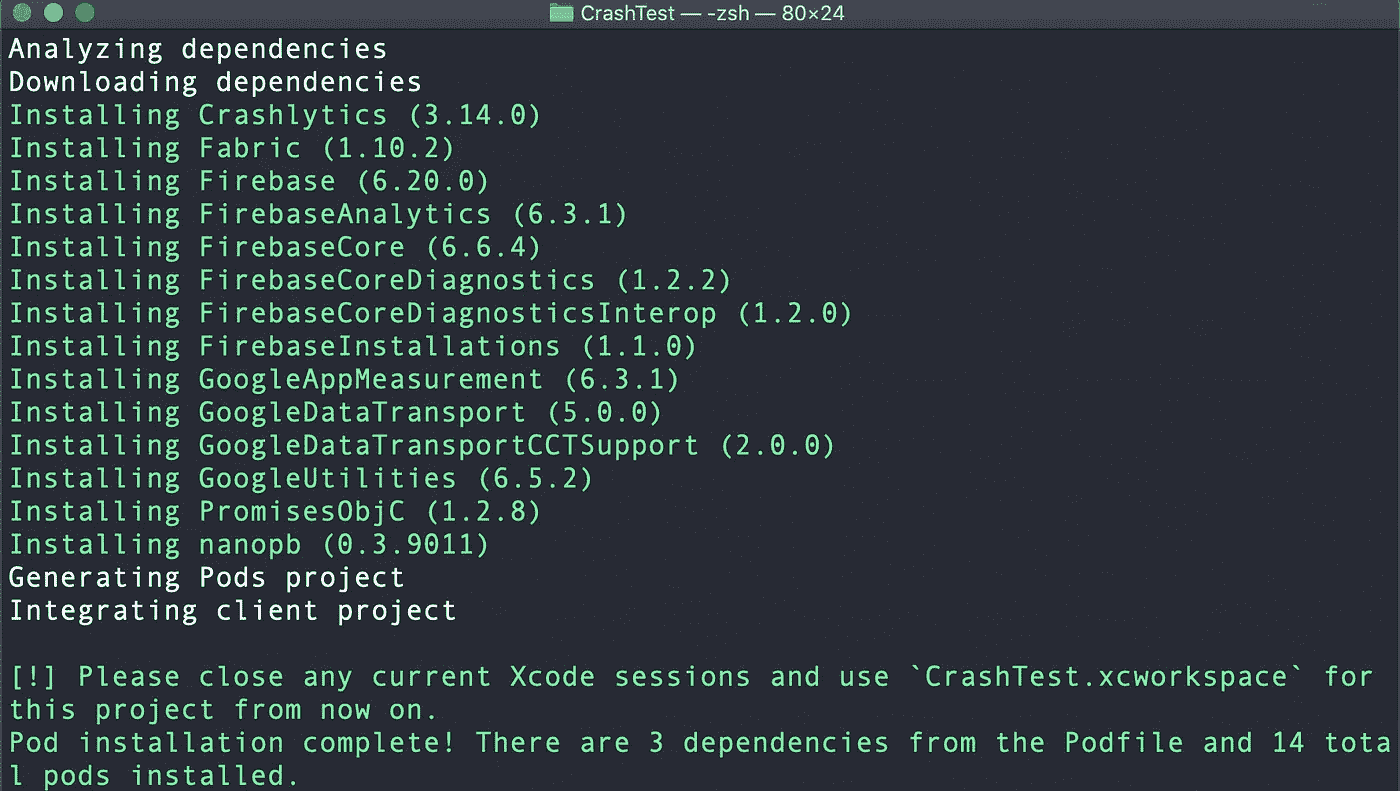 CrashTest — -zsh — 80×24
Analyzing dependencies
Downloading dependencies
Installing Crashlytics (3.14.0)
Installing Fabric (1.10.2)
Installing Firebase (6.20.0)
Installing FirebaseAnalytics (6.3.1)
Installing FirebaseCore (6.6.4)
Installing FirebaseCoreDiagnostics (1.2.2)
Installing FirebaseCoreDiagnosticsInterop (1.2.0)
Installing FirebaseInstallations (1.1.0)
Installing GoogleAppMeasurement (6.3.1)
Installing GoogleDataTransport (5.0.0)
Installing GoogleDataTransportCCTSupport (2.0.0)
Installing GoogleUtilities (6.5.2)
Installing PromisesObjC (1.2.8)
Installing nanopb (0.3.9011)
Generating Pods project
Integrating client project
[!] Please close any current Xcode sessions and use `CrashTest.xcworkspace` for
this project from now on.
Pod installation complete! There are 3 dependencies from the Podfile and 14 tota
l pods installed.